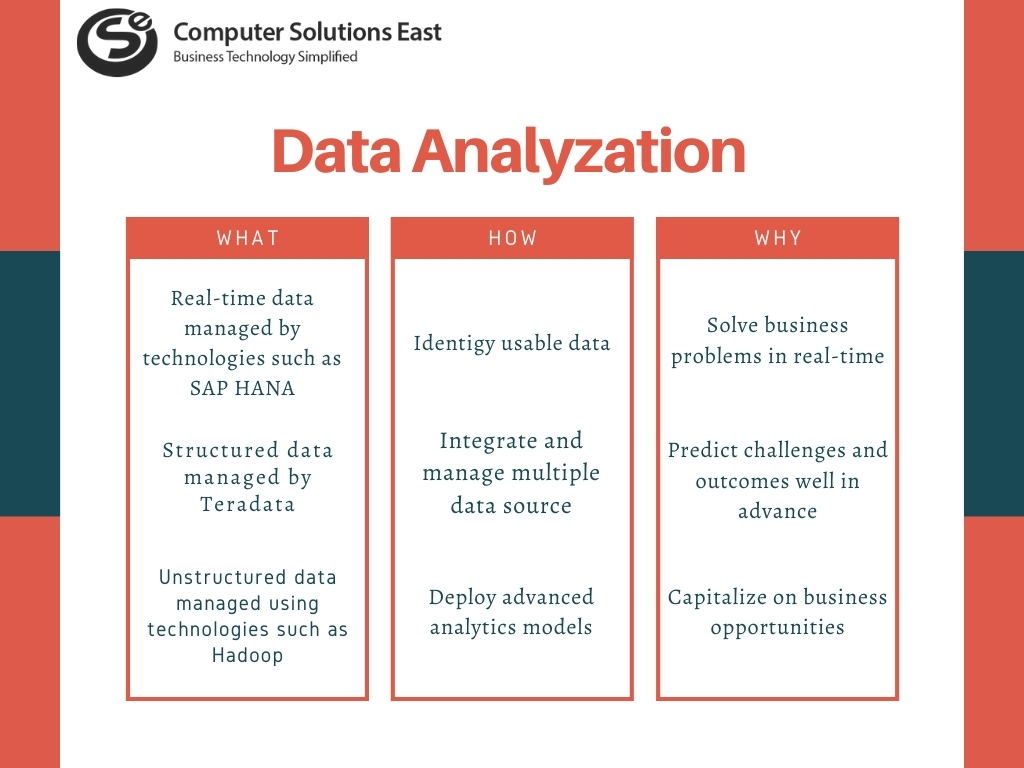 Computer Solutions East
Business Technology Simplified
Data Analyzation
WHAT
Real-time data
managed by
technologies such as
SAP HANA
Structured data
managed by
Teradata
Unstructured data
managed using
technologies such as
Hadoop
HOW
Identigy usable data
Integrate and
manage multiple
data source
Deploy advanced
analytics models
WHY
Solve business
problems in real-time
Predict challenges and
outcomes well in
advance
Capitalize on business
opportunities